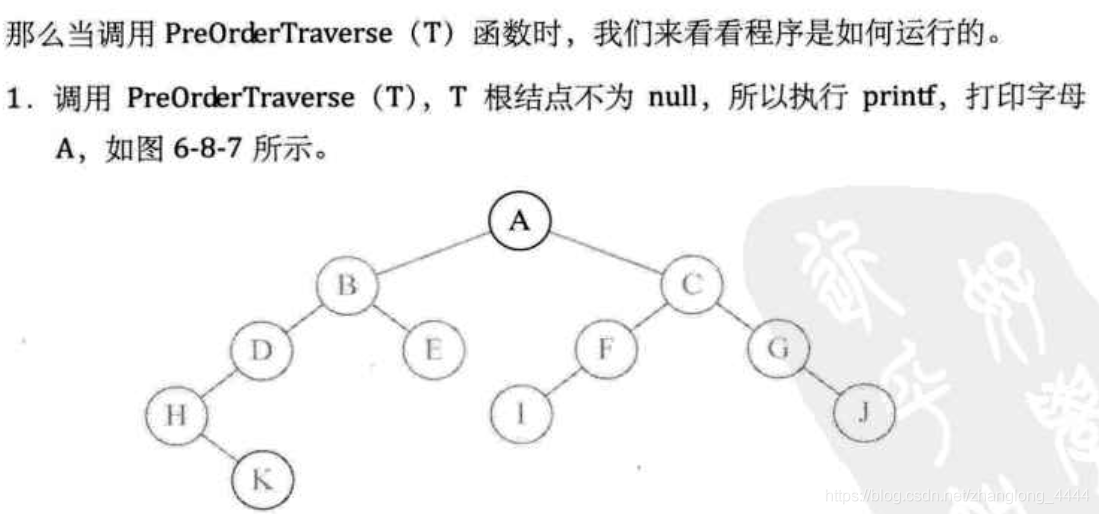 那么当调用 PreOrderTraverse（T）函数时，我们来看看程序是如何运行的。
1. 调用 PreOrderTraverse（T），T 根结点不为 null，所以执行 printf，打印字母
A，如图 6-8-7 所示。
A
B C
D E F G
H I J
K
https://blog.csdn.net/zhanglong_4444